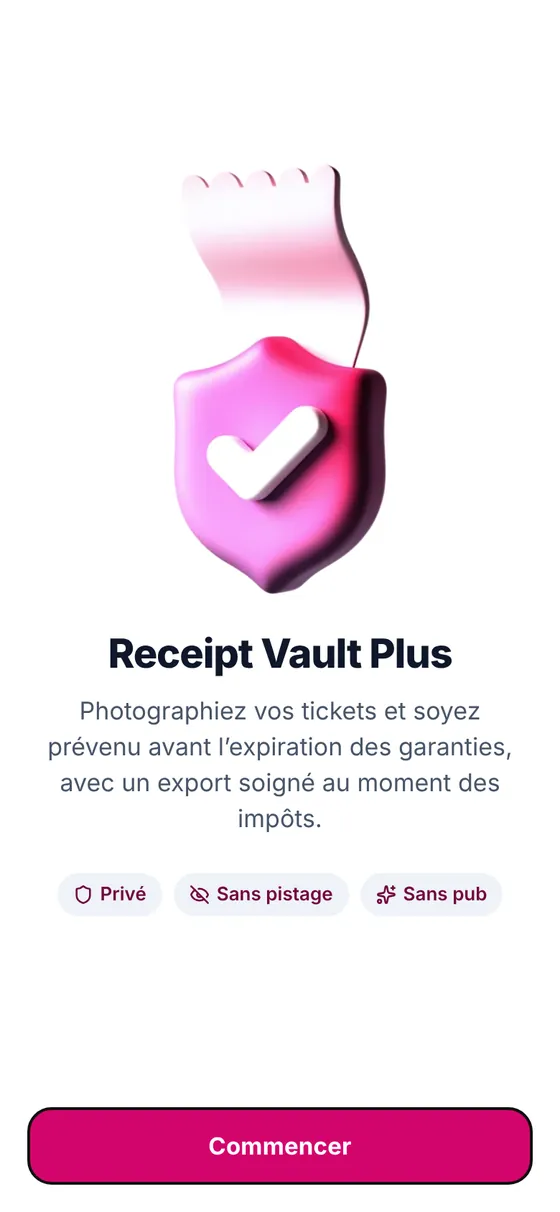 Receipt Vault Plus
Photographiez vos tickets et soyez
prévenu avant l’expiration des garanties,
avec un export soigné au moment des
impôts.
Privé
Sans pistage
Sans pub
Commencer